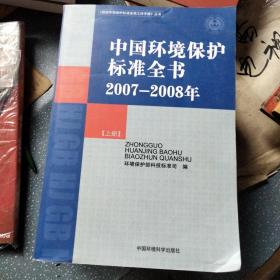 中国环境保护
标准全书
2007-2008年
【上册】
ZHONGGUO
HUANJING BAOHU
BIAOZHUN QUANSHU
环境保护部科技标准司 编
中国环境科学出版社